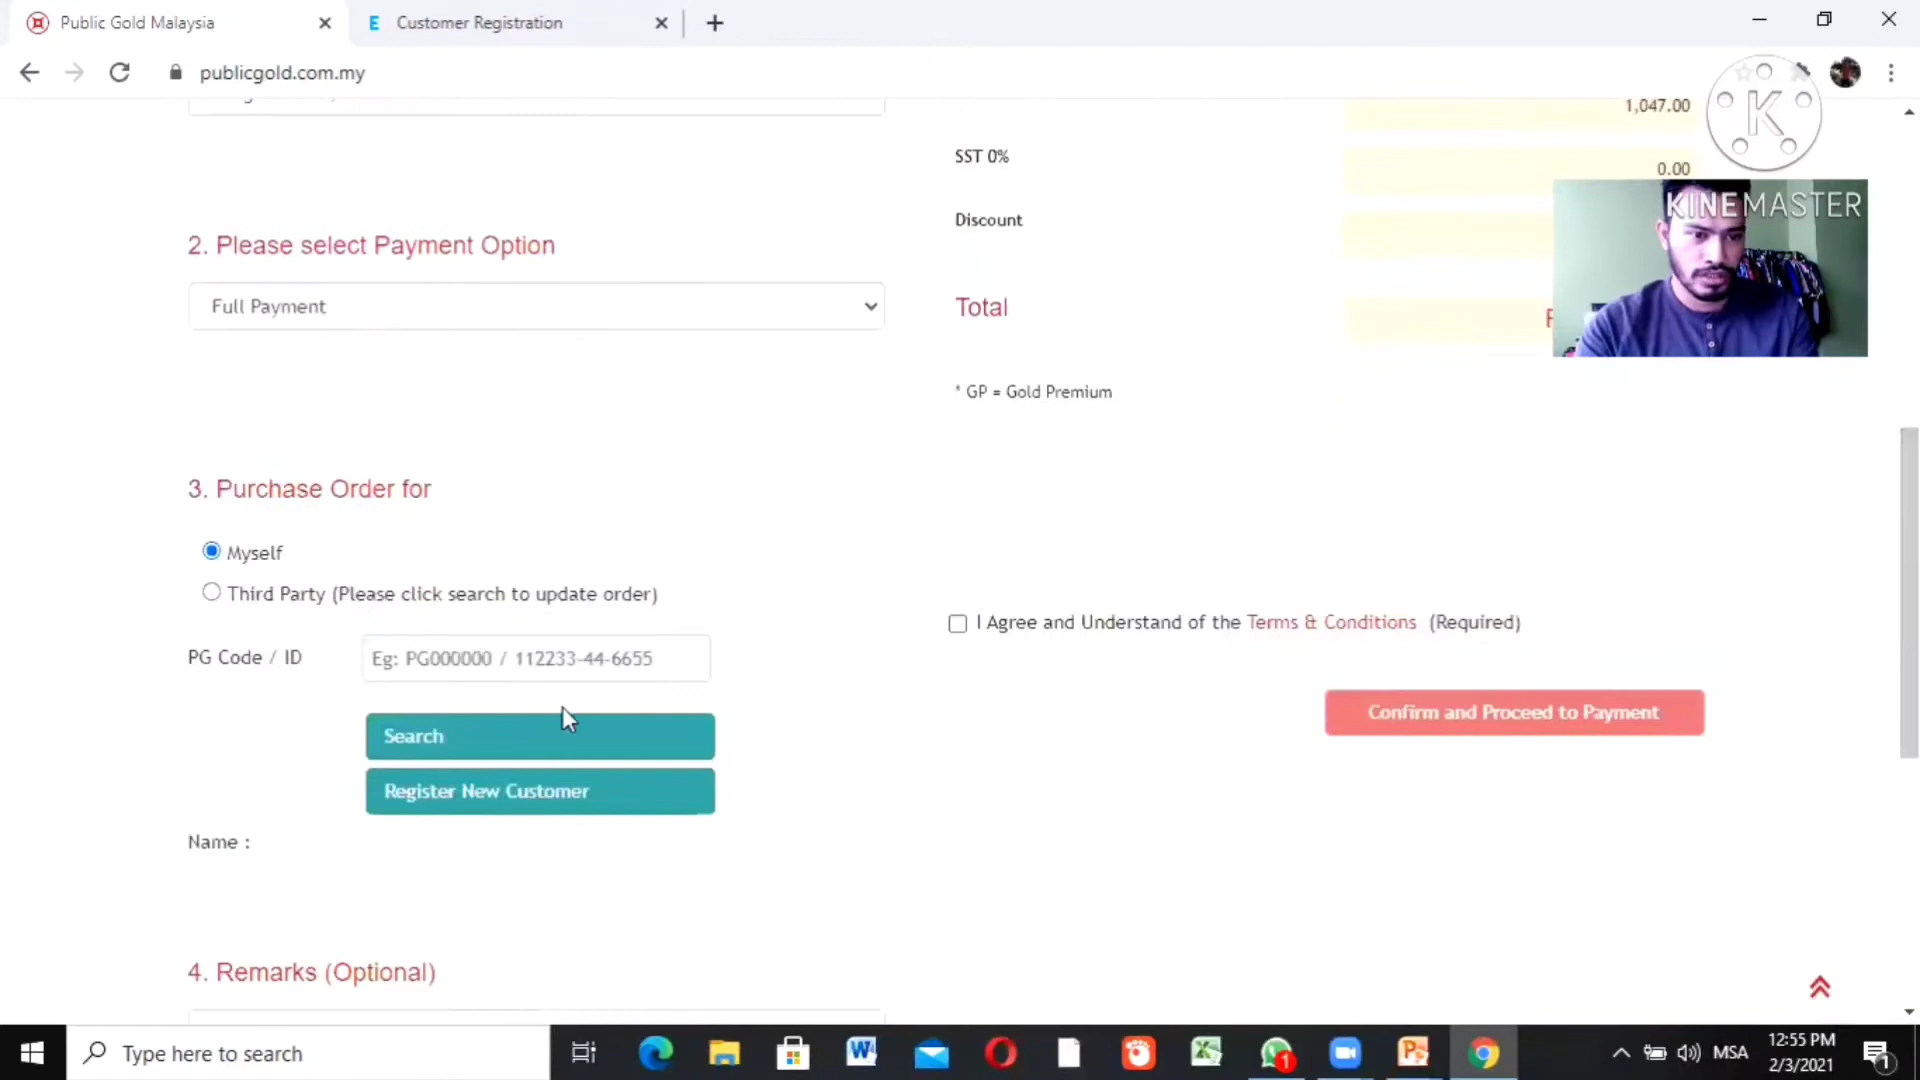 Public Gold Malaysia
E Customer Registration
publicgold.com.my
1,047.00
SST 0%
0.00
Discount
KINEMASTER
K
2. Please select Payment Option
Full Payment
Total
* GP = Gold Premium
3. Purchase Order for
Myself
Third Party (Please click search to update order)
PG Code / ID
Eg: PG000000 / 112233-44-6655
I Agree and Understand of the Terms & Conditions (Required)
Search
Confirm and Proceed to Payment
Register New Customer
Name :
4. Remarks (Optional)
Type here to search
MSA
12:55 PM
2/3/2021
1
1